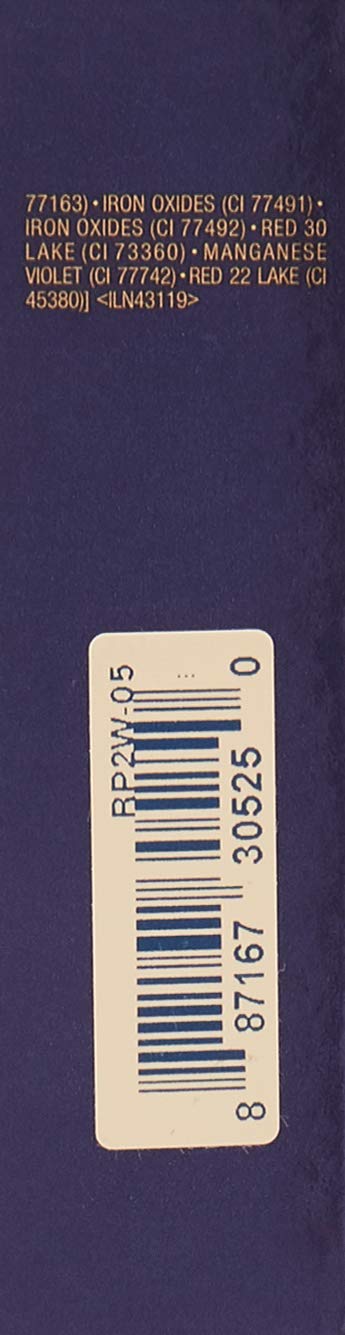 77163) • IRON OXIDES (CI 77491) •
IRON OXIDES (CI 77492) • RED 30
LAKE (CI 73360) • MANGANESE
VIOLET (CI 77742) • RED 22 LAKE (CI
45380)] <ILN43119>
RP2W-05
8 87167 30525 0